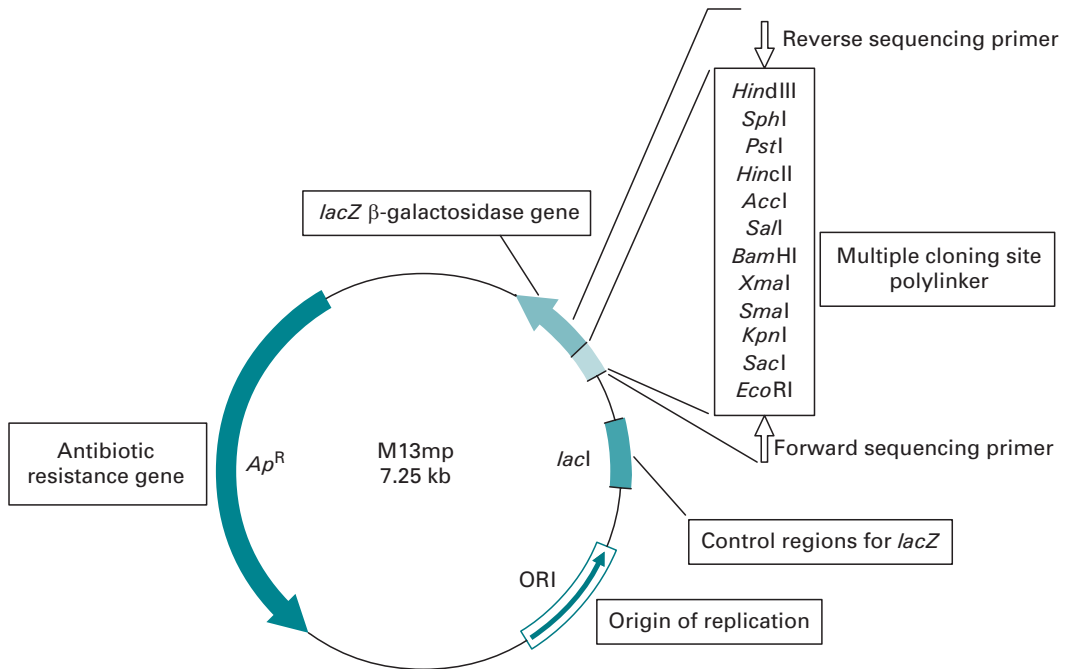 Reverse sequencing primer
HindIII
SphI
PstI
HincII
AccI
SalI
BamHI
XmaI
SmaI
KpnI
SacI
EcoRI
Multiple cloning site
polylinker
Forward sequencing primer
lacZ β-galactosidase gene
Antibiotic
resistance gene
Ap^R
M13mp
7.25 kb
lacI
Control regions for lacZ
ORI
Origin of replication